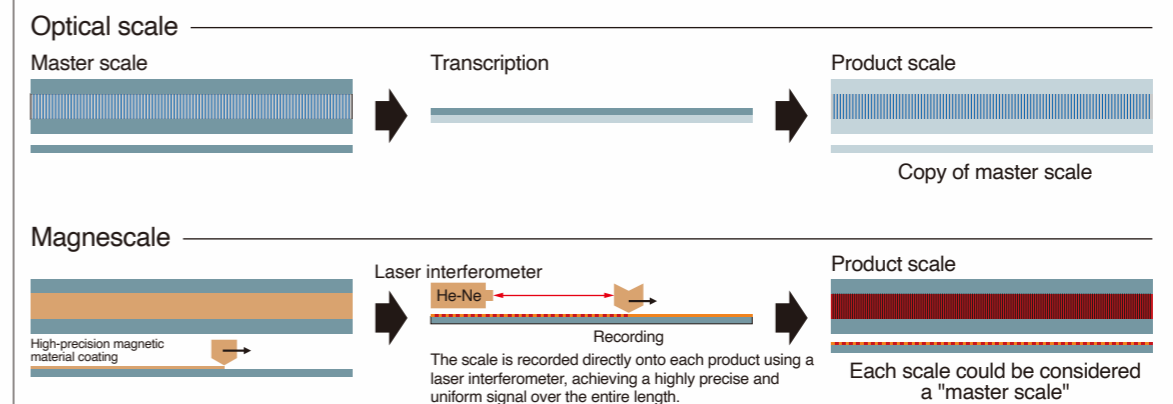 Optical scale
Master scale
Transcription
Product scale
Copy of master scale
Magnescale
High-precision magnetic
material coating
Laser interferometer
He-Ne
Recording
The scale is recorded directly onto each product using a
laser interferometer, achieving a highly precise and
uniform signal over the entire length.
Product scale
Each scale could be considered
a "master scale"